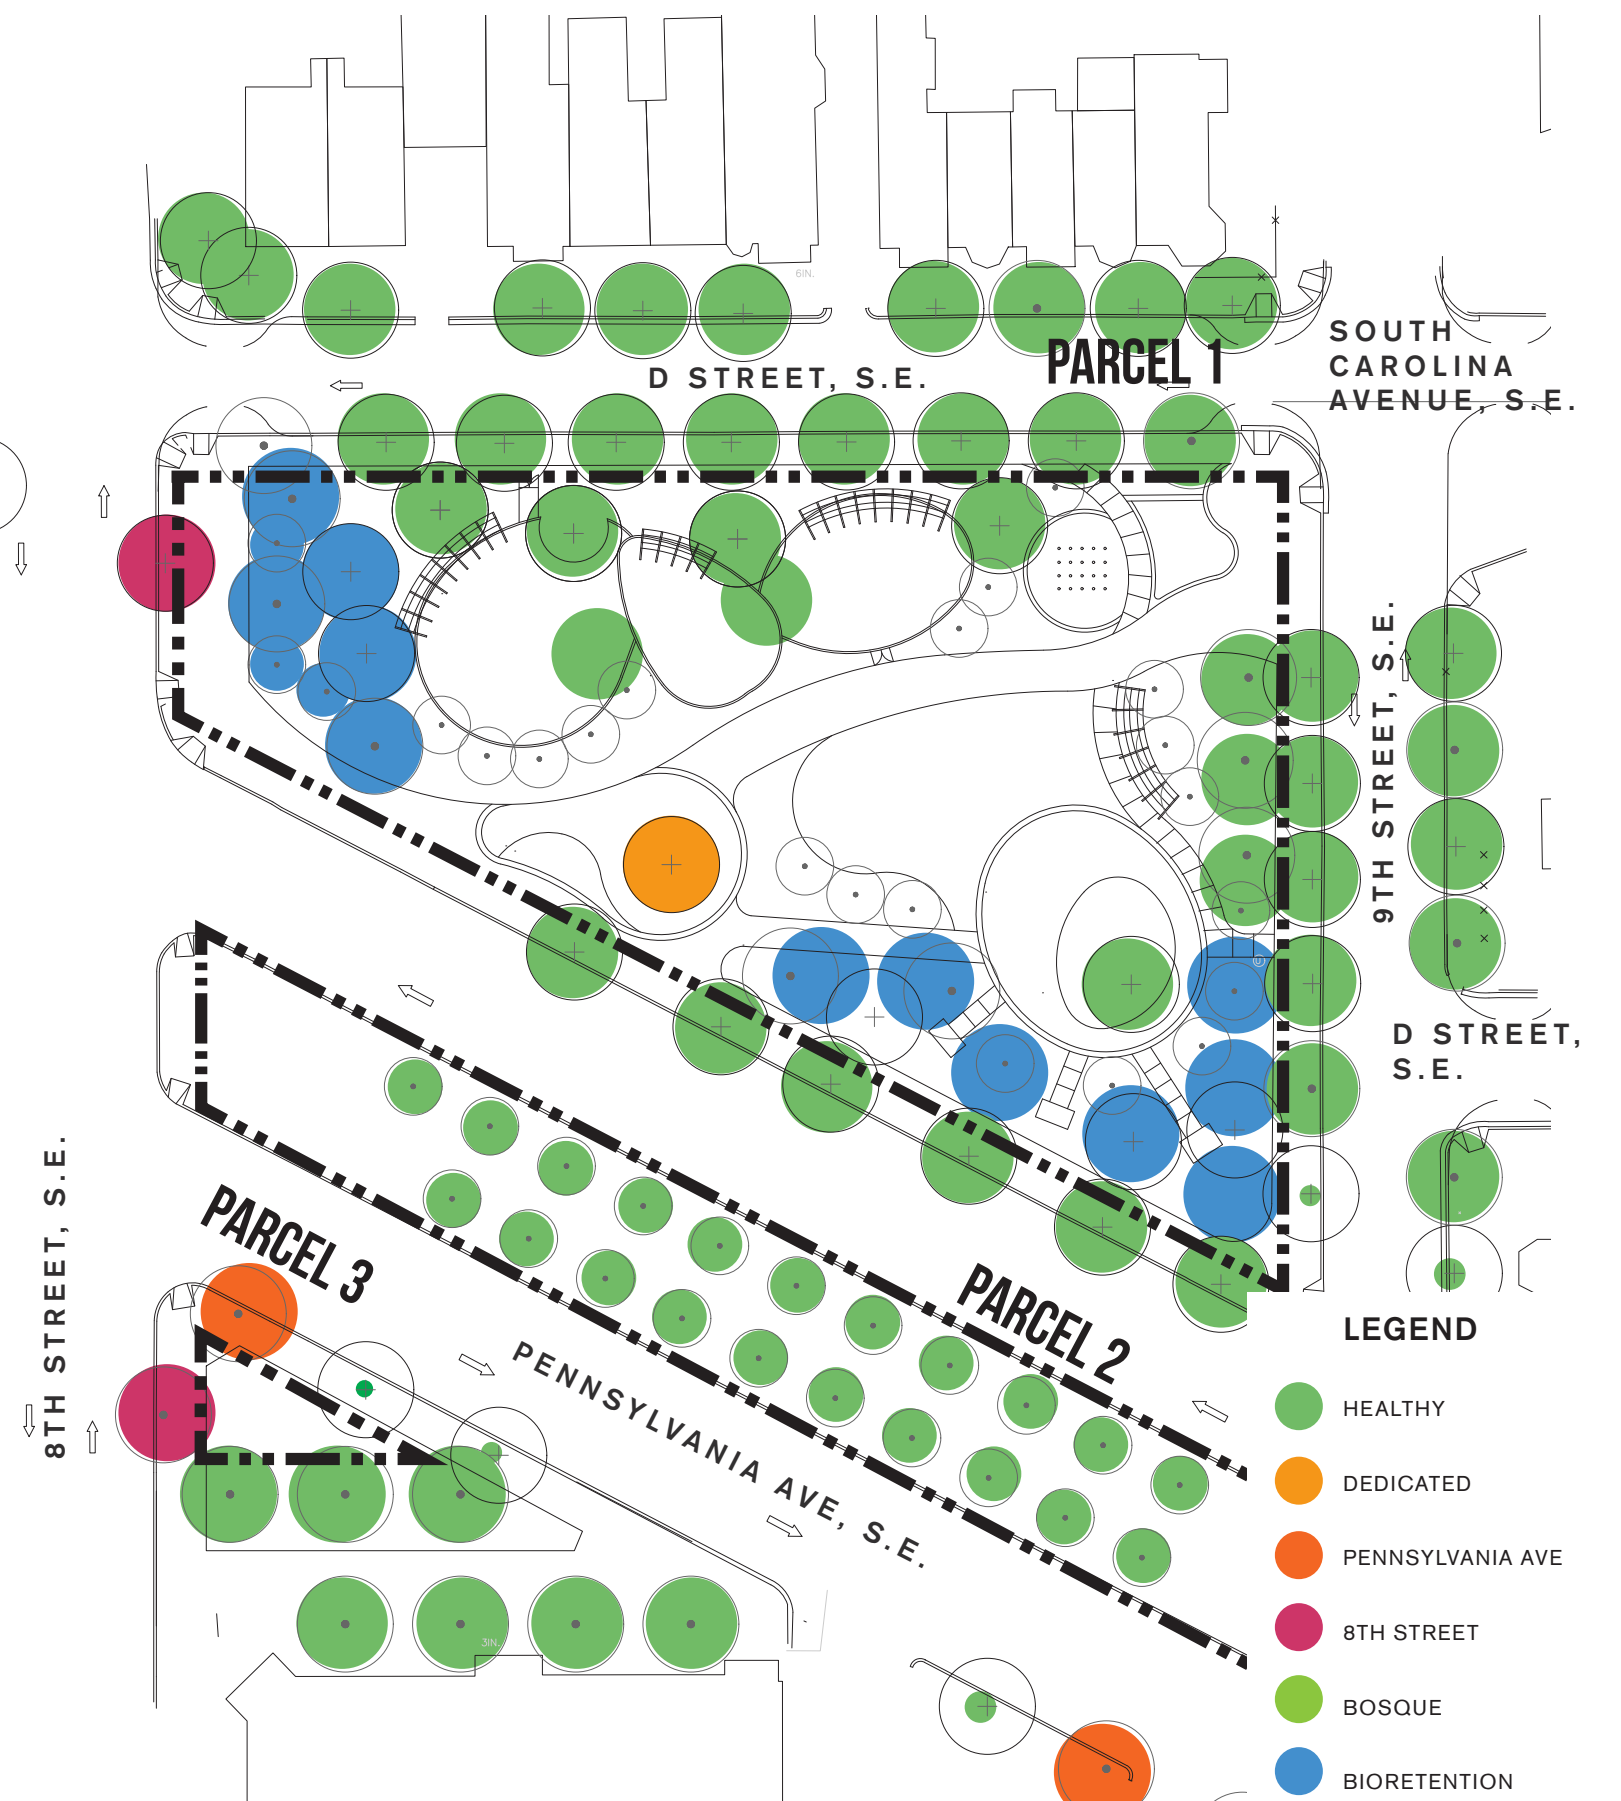 6IN.
PARCEL 1
D STREET, S.E.
SOUTH
CAROLINA
AVENUE, S.E.
9TH STREET, S.E.
D STREET,
S.E.
8TH STREET, S.E.
PARCEL 3
PARCEL 2
PENNSYLVANIA AVE, S.E.
3IN.
LEGEND
HEALTHY
DEDICATED
PENNSYLVANIA AVE
8TH STREET
BOSQUE
BIORETENTION